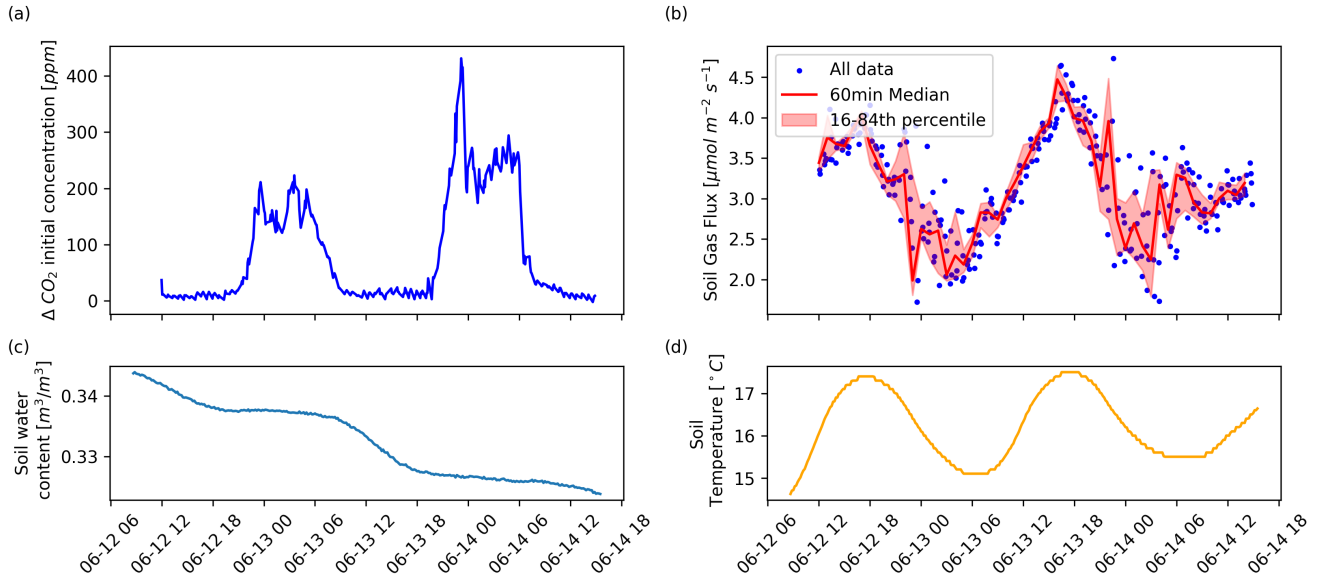 (a)
Δ CO2 initial concentration [ppm]
400
300
200
100
0
(b)
Soil Gas Flux [μmol m−2 s−1]
4.5
4.0
3.5
3.0
2.5
2.0
All data
60min Median
16-84th percentile
(c)
Soil water
content [m3/m3]
0.34
0.33
06-12 06
06-12 12
06-12 18
06-13 00
06-13 06
06-13 12
06-13 18
06-14 00
06-14 06
06-14 12
06-14 18
(d)
Soil
Temperature [°C]
17
16
15
06-12 06
06-12 12
06-12 18
06-13 00
06-13 06
06-13 12
06-13 18
06-14 00
06-14 06
06-14 12
06-14 18